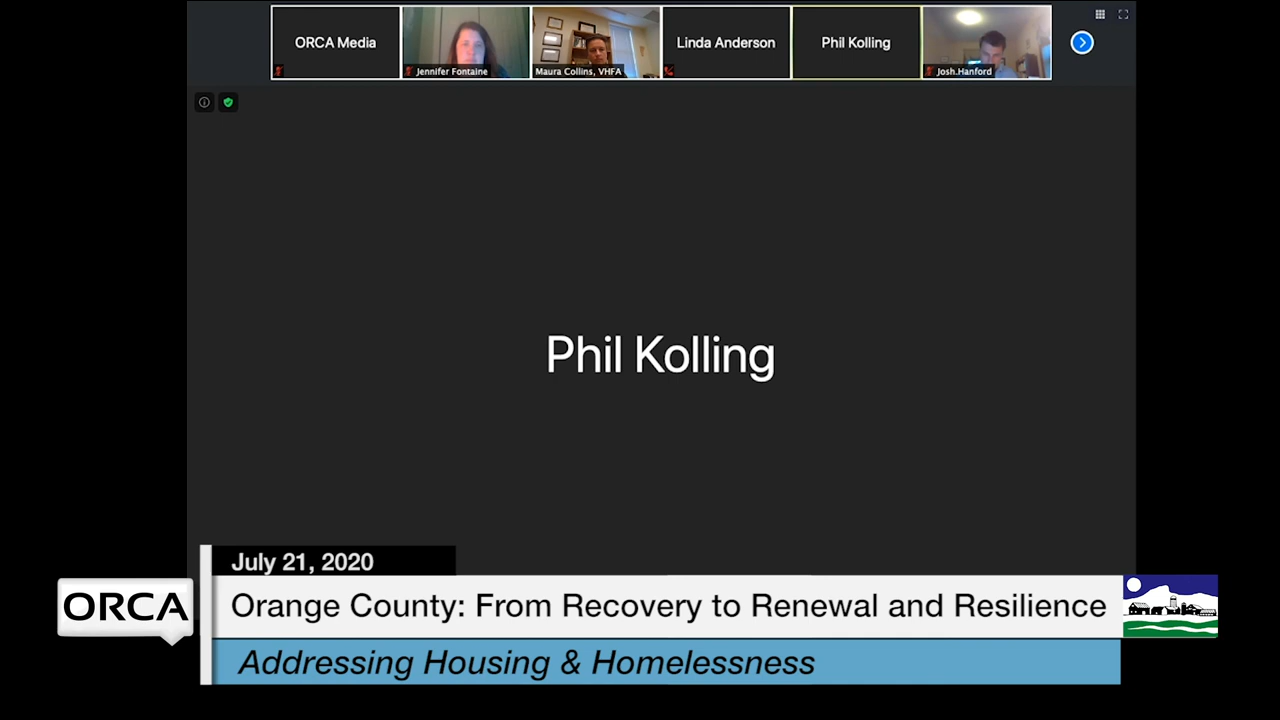 ORCA Media
Jennifer Fontaine
Maura Collins, VHFA
Linda Anderson
Phil Kolling
Josh.Hanford
Phil Kolling
July 21, 2020
ORCA
Orange County: From Recovery to Renewal and Resilience
Addressing Housing & Homelessness